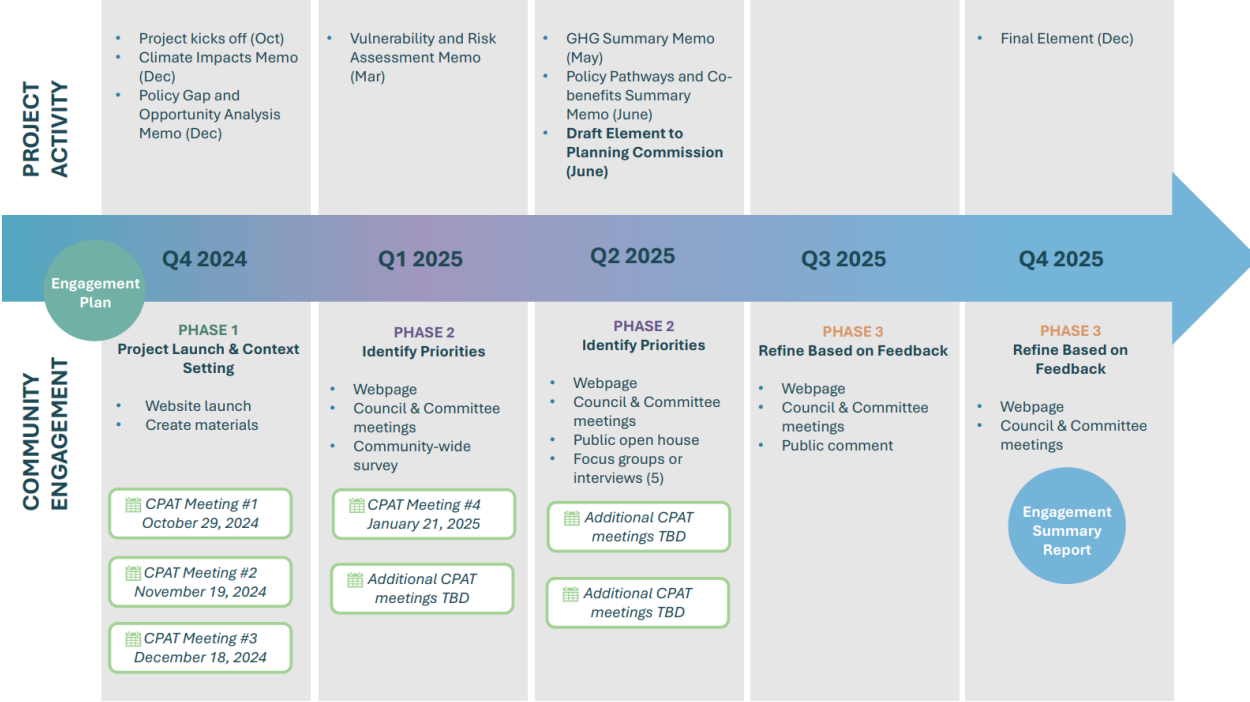 PROJECT
ACTIVITY
• Project kicks off (Oct)
• Climate Impacts Memo
(Dec)
• Policy Gap and
Opportunity Analysis
Memo (Dec)
• Vulnerability and Risk
Assessment Memo
(Mar)
• GHG Summary Memo
(May)
• Policy Pathways and Co-
benefits Summary
Memo (June)
• Draft Element to
Planning Commission
(June)
• Final Element (Dec)
Engagement
Plan
Q4 2024
Q1 2025
Q2 2025
Q3 2025
Q4 2025
COMMUNITY
ENGAGEMENT
PHASE 1
Project Launch & Context
Setting
• Website launch
• Create materials
CPAT Meeting #1
October 29, 2024
CPAT Meeting #2
November 19, 2024
CPAT Meeting #3
December 18, 2024
PHASE 2
Identify Priorities
• Webpage
• Council & Committee
meetings
• Community-wide
survey
CPAT Meeting #4
January 21, 2025
Additional CPAT
meetings TBD
PHASE 2
Identify Priorities
• Webpage
• Council & Committee
meetings
• Public open house
• Focus groups or
interviews (5)
Additional CPAT
meetings TBD
Additional CPAT
meetings TBD
PHASE 3
Refine Based on Feedback
• Webpage
• Council & Committee
meetings
• Public comment
PHASE 3
Refine Based on
Feedback
• Webpage
• Council & Committee
meetings
Engagement
Summary
Report